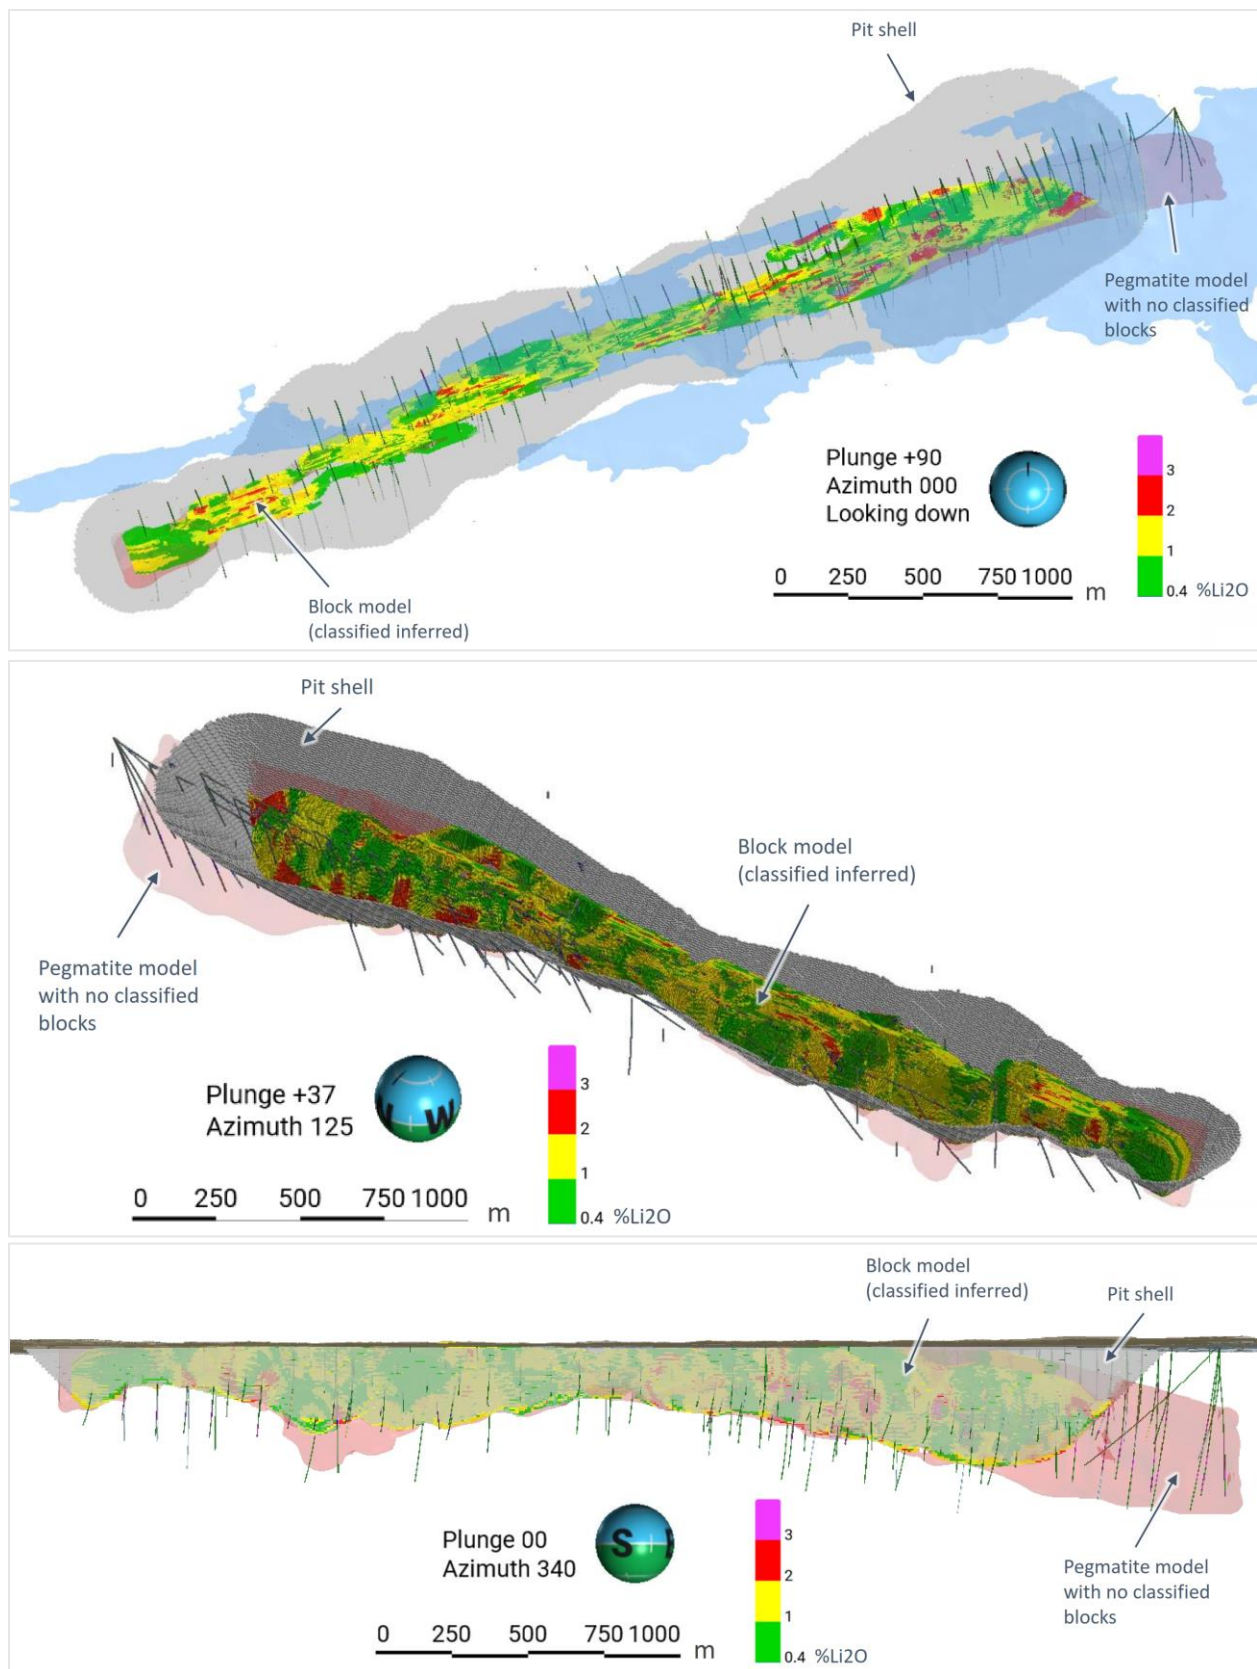 Pit shell
Pegmatite model
with no classified
blocks
Plunge +90
Azimuth 000
Looking down
3
2
1
0.4 %Li2O
0 250 500 750 1000 m
Block model
(classified inferred)
Pit shell
Block model
(classified inferred)
Pegmatite model
with no classified
blocks
Plunge +37
Azimuth 125
W
3
2
1
0.4 %Li2O
0 250 500 750 1000 m
Block model
(classified inferred)
Pit shell
Plunge 00
Azimuth 340
S
3
2
1
0.4 %Li2O
Pegmatite model
with no classified
blocks
0 250 500 750 1000 m